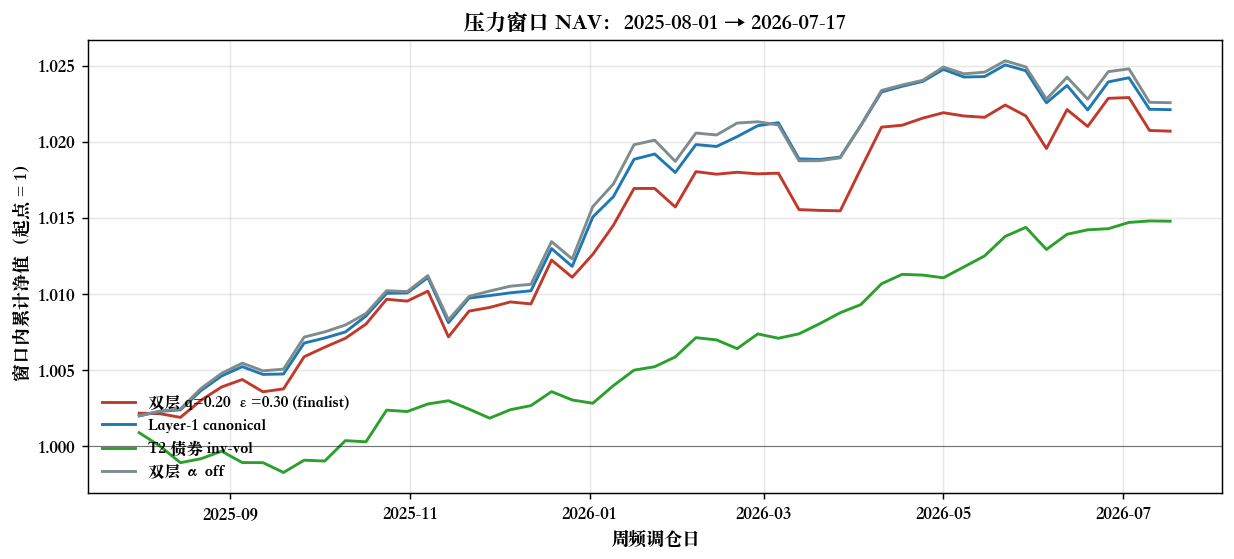 压力窗口 NAV：2025-08-01 → 2026-07-17
窗口内累计净值（起点 = 1）
1.025
1.020
1.015
1.010
1.005
1.000
双层 q=0.20 ε=0.30 (finalist)
Layer-1 canonical
T2 债券 inv-vol
双层 α off
2025-09
2025-11
2026-01
2026-03
2026-05
2026-07
周频调仓日